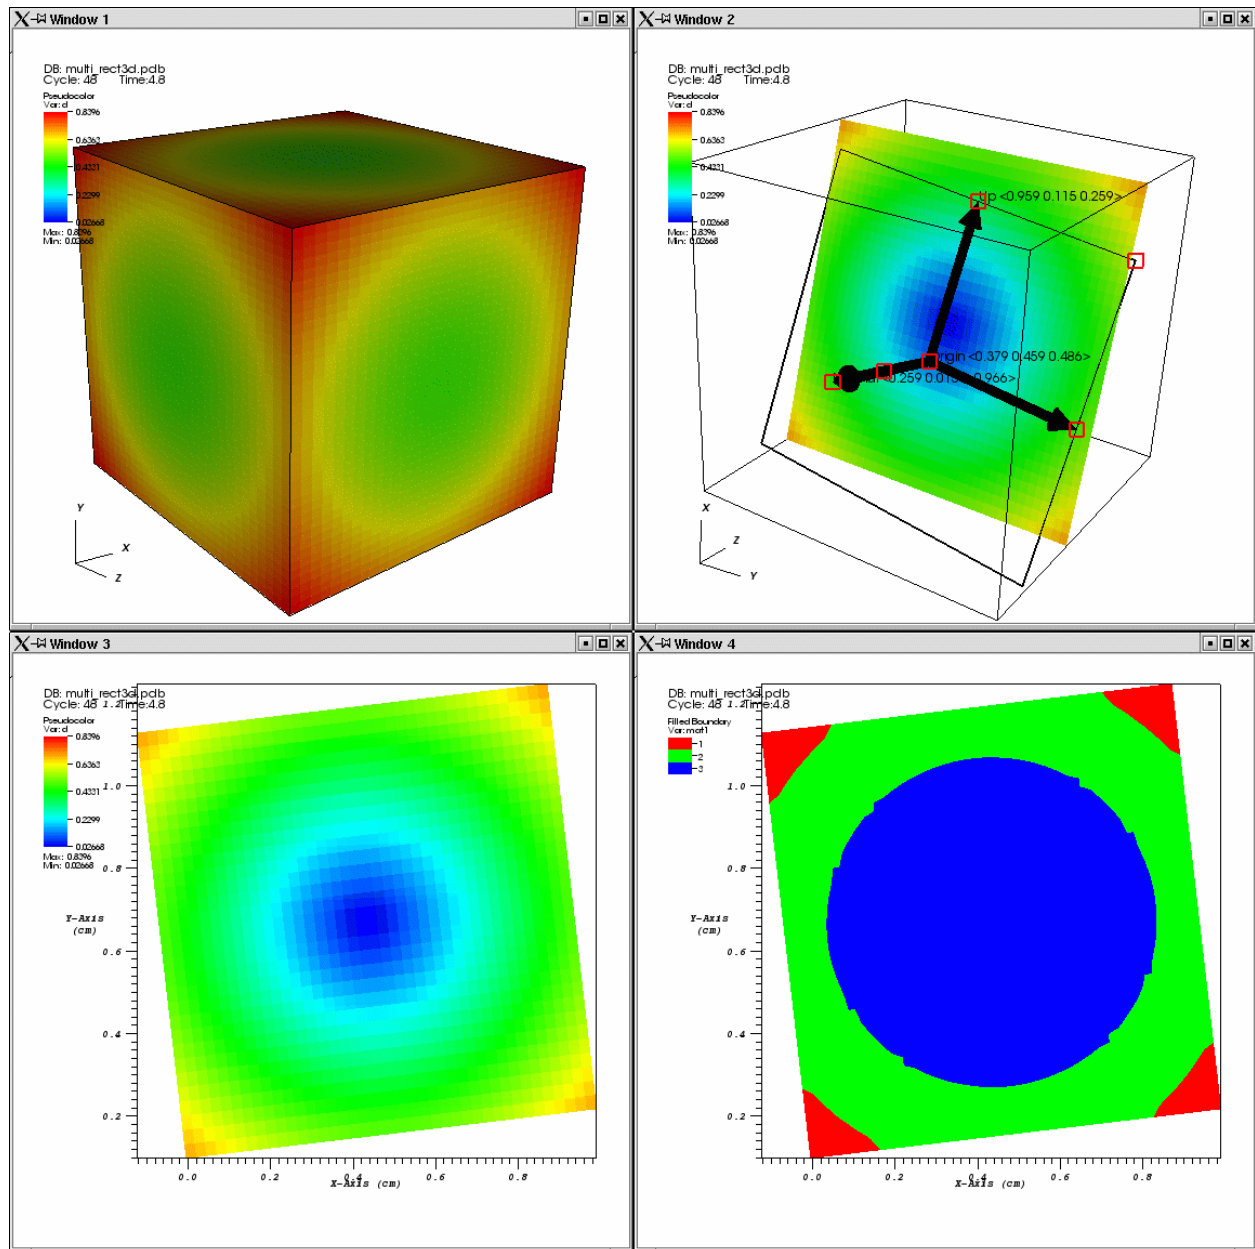 Window 1
DB: multi_rect3d.pdb
Cycle: 48 Time:4.8
Pseudocolor
Var: d
0.8396
0.6363
0.4331
0.2299
0.02668
Max: 0.8396
Min: 0.02668
Y
X
Z
Window 2
DB: multi_rect3d.pdb
Cycle: 48 Time:4.8
Pseudocolor
Var: d
0.8396
0.6363
0.4331
0.2299
0.02668
Max: 0.8396
Min: 0.02668
Up <0.959 0.115 0.259>
Origin <0.379 0.459 0.486>
X
Z
Y
Window 3
DB: multi_rect3d.pdb
Cycle: 48 Time:4.8
Pseudocolor
Var: d
0.8396
0.6363
0.4331
0.2299
0.02668
Max: 0.8396
Min: 0.02668
1.2
1.0
0.8
Y-Axis
(cm)
0.6
0.4
0.2
0.0 0.2 0.4 0.6 0.8
X-Axis (cm)
Window 4
DB: multi_rect3d.pdb
Cycle: 48 Time:4.8
Filled Boundary
Var: mat1
1
2
3
1.2
1.0
0.8
Y-Axis
(cm)
0.6
0.4
0.2
0.0 0.2 0.4 0.6 0.8
X-Axis (cm)